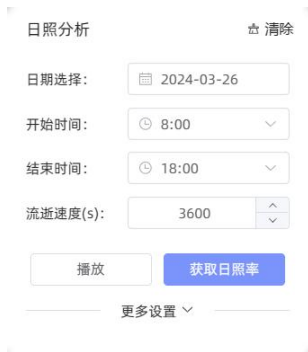 日照分析 清除
日期选择： 2024-03-26
开始时间： 8:00
结束时间： 18:00
流逝速度(s)： 3600
播放 获取日照率
更多设置